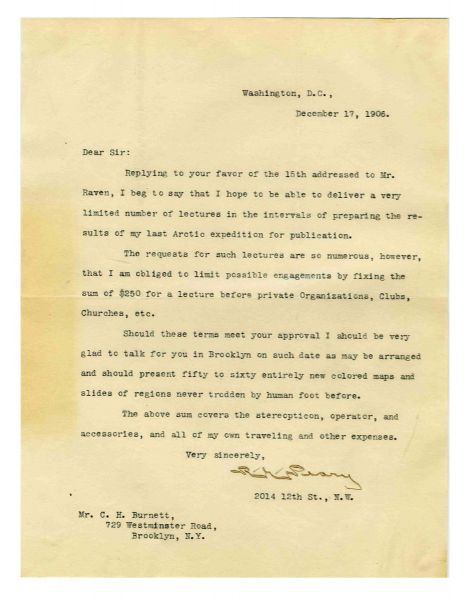 Washington, D.C.,
December 17, 1906.
Dear Sir:
Replying to your favor of the 15th addressed to Mr.
Raven, I beg to say that I hope to be able to deliver a very
limited number of lectures in the intervals of preparing the re-
sults of my last Arctic expedition for publication.
The requests for such lectures are so numerous, however,
that I am obliged to limit possible engagements by fixing the
sum of $250 for a lecture before private Organizations, Clubs,
Churches, etc.
Should these terms meet your approval I should be very
glad to talk for you in Brooklyn on such date as may be arranged
and should present fifty to sixty entirely new colored maps and
slides of regions never trodden by human foot before.
The above sum covers the stereopticon, operator, and
accessories, and all of my own traveling and other expenses.
Very sincerely,
R.E. Peary
2014 12th St., N.W.
Mr. C. H. Burnett,
729 Westminster Road,
Brooklyn, N.Y.